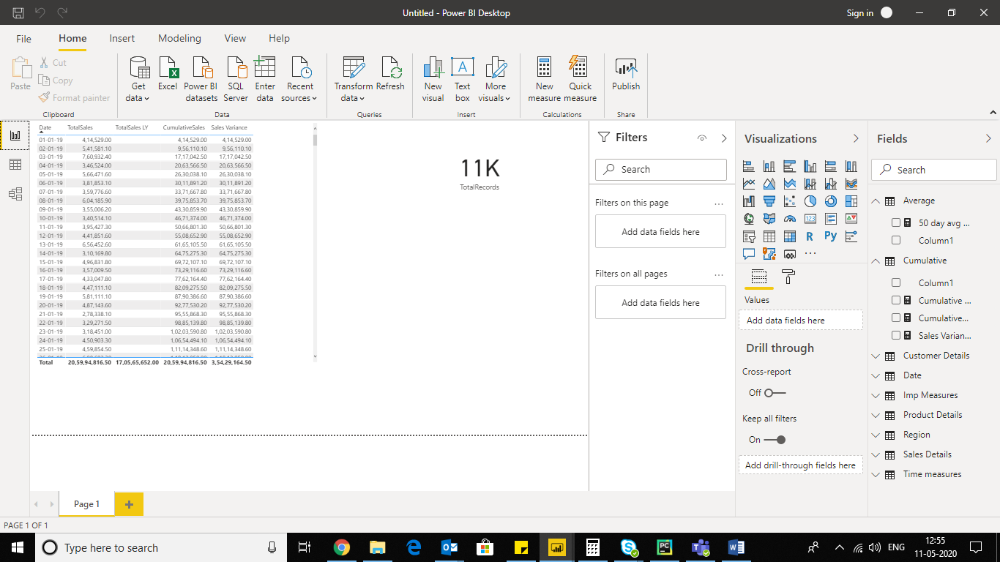 Untitled - Power BI Desktop
Sign in
File Home Insert Modeling View Help
Paste
Cut
Copy
Format painter
Clipboard
Get data
Excel
Power BI datasets
SQL Server
Enter data
Recent sources
Data
Transform data
Refresh
Queries
New visual
Text box
More visuals
Insert
New measure
Quick measure
Calculations
Publish
Share
Date TotalSales TotalSales LY CumulativeSales Sales Variance
01-01-19 4,14,529.00 4,14,529.00 4,14,529.00
02-01-19 5,41,581.10 9,56,110.10 9,56,110.10
03-01-19 7,60,932.40 17,17,042.50 17,17,042.50
04-01-19 3,46,524.00 20,63,566.50 20,63,566.50
05-01-19 5,66,471.60 26,30,038.10 26,30,038.10
06-01-19 3,81,853.10 30,11,891.20 30,11,891.20
07-01-19 3,59,776.60 33,71,667.80 33,71,667.80
08-01-19 6,04,185.90 39,75,853.70 39,75,853.70
09-01-19 3,55,006.20 43,30,859.90 43,30,859.90
10-01-19 3,40,514.10 46,71,374.00 46,71,374.00
11-01-19 3,95,427.30 50,66,801.30 50,66,801.30
12-01-19 4,41,851.60 55,08,652.90 55,08,652.90
13-01-19 6,56,452.60 61,65,105.50 61,65,105.50
14-01-19 3,10,169.80 64,75,275.30 64,75,275.30
15-01-19 4,96,831.80 69,72,107.10 69,72,107.10
16-01-19 3,57,009.50 73,29,116.60 73,29,116.60
17-01-19 4,33,047.80 77,62,164.40 77,62,164.40
18-01-19 4,47,111.10 82,09,275.50 82,09,275.50
19-01-19 5,81,111.10 87,90,386.60 87,90,386.60
20-01-19 4,87,143.60 92,77,530.20 92,77,530.20
21-01-19 2,78,338.10 95,55,868.30 95,55,868.30
22-01-19 3,29,271.50 98,85,139.80 98,85,139.80
23-01-19 3,18,451.00 1,02,03,590.80 1,02,03,590.80
24-01-19 4,50,903.30 1,06,54,494.10 1,06,54,494.10
25-01-19 4,59,854.50 1,11,14,348.60 1,11,14,348.60
Total 20,59,94,816.50 17,05,65,652.00 20,59,94,816.50 3,54,29,164.50
11K
TotalRecords
Filters
Search
Filters on this page ...
Add data fields here
Filters on all pages ...
Add data fields here
Visualizations
123
R Py
...
Values
Add data fields here
Drill through
Cross-report
Off
Keep all filters
On
Add drill-through fields here
Fields
Search
Average
50 day avg ...
Column1
Cumulative
Column1
Cumulative ...
Cumulative...
Sales Varian...
Customer Details
Date
Imp Measures
Product Details
Region
Sales Details
Time measures
Page 1
PAGE 1 OF 1
Type here to search
ENG
12:55
11-05-2020